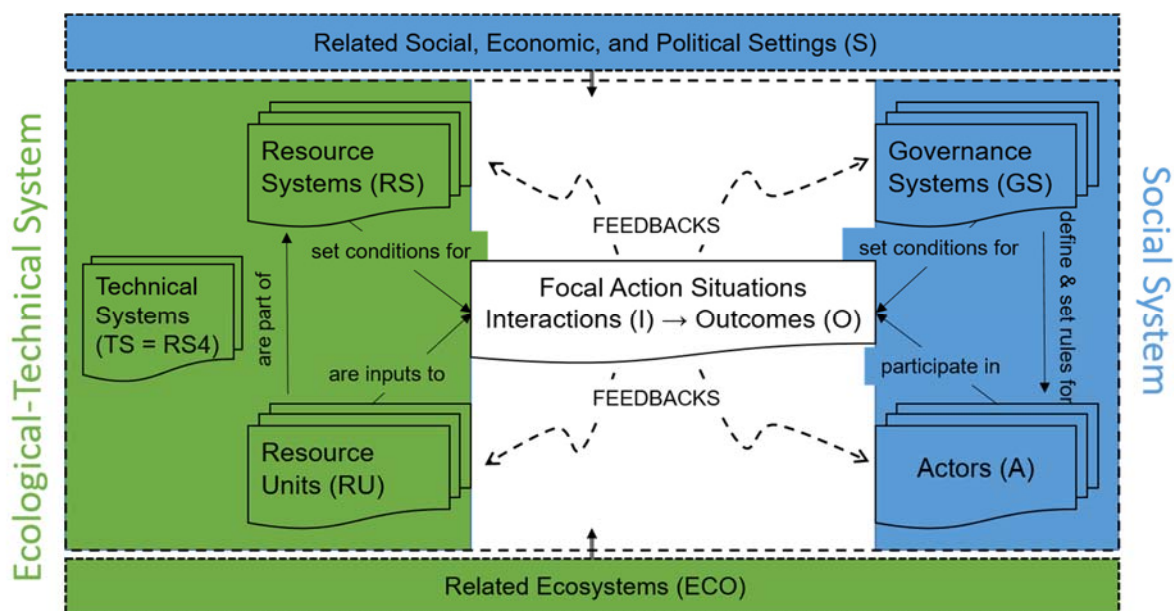 Related Social, Economic, and Political Settings (S)
Ecological-Technical System
Resource
Systems (RS)
Governance
Systems (GS)
Social System
FEEDBACKS
set conditions for
set conditions for
define & set rules for
Technical
Systems
(TS = RS4)
are part of
Focal Action Situations
Interactions (I) → Outcomes (O)
are inputs to
participate in
FEEDBACKS
Resource
Units (RU)
Actors (A)
Related Ecosystems (ECO)